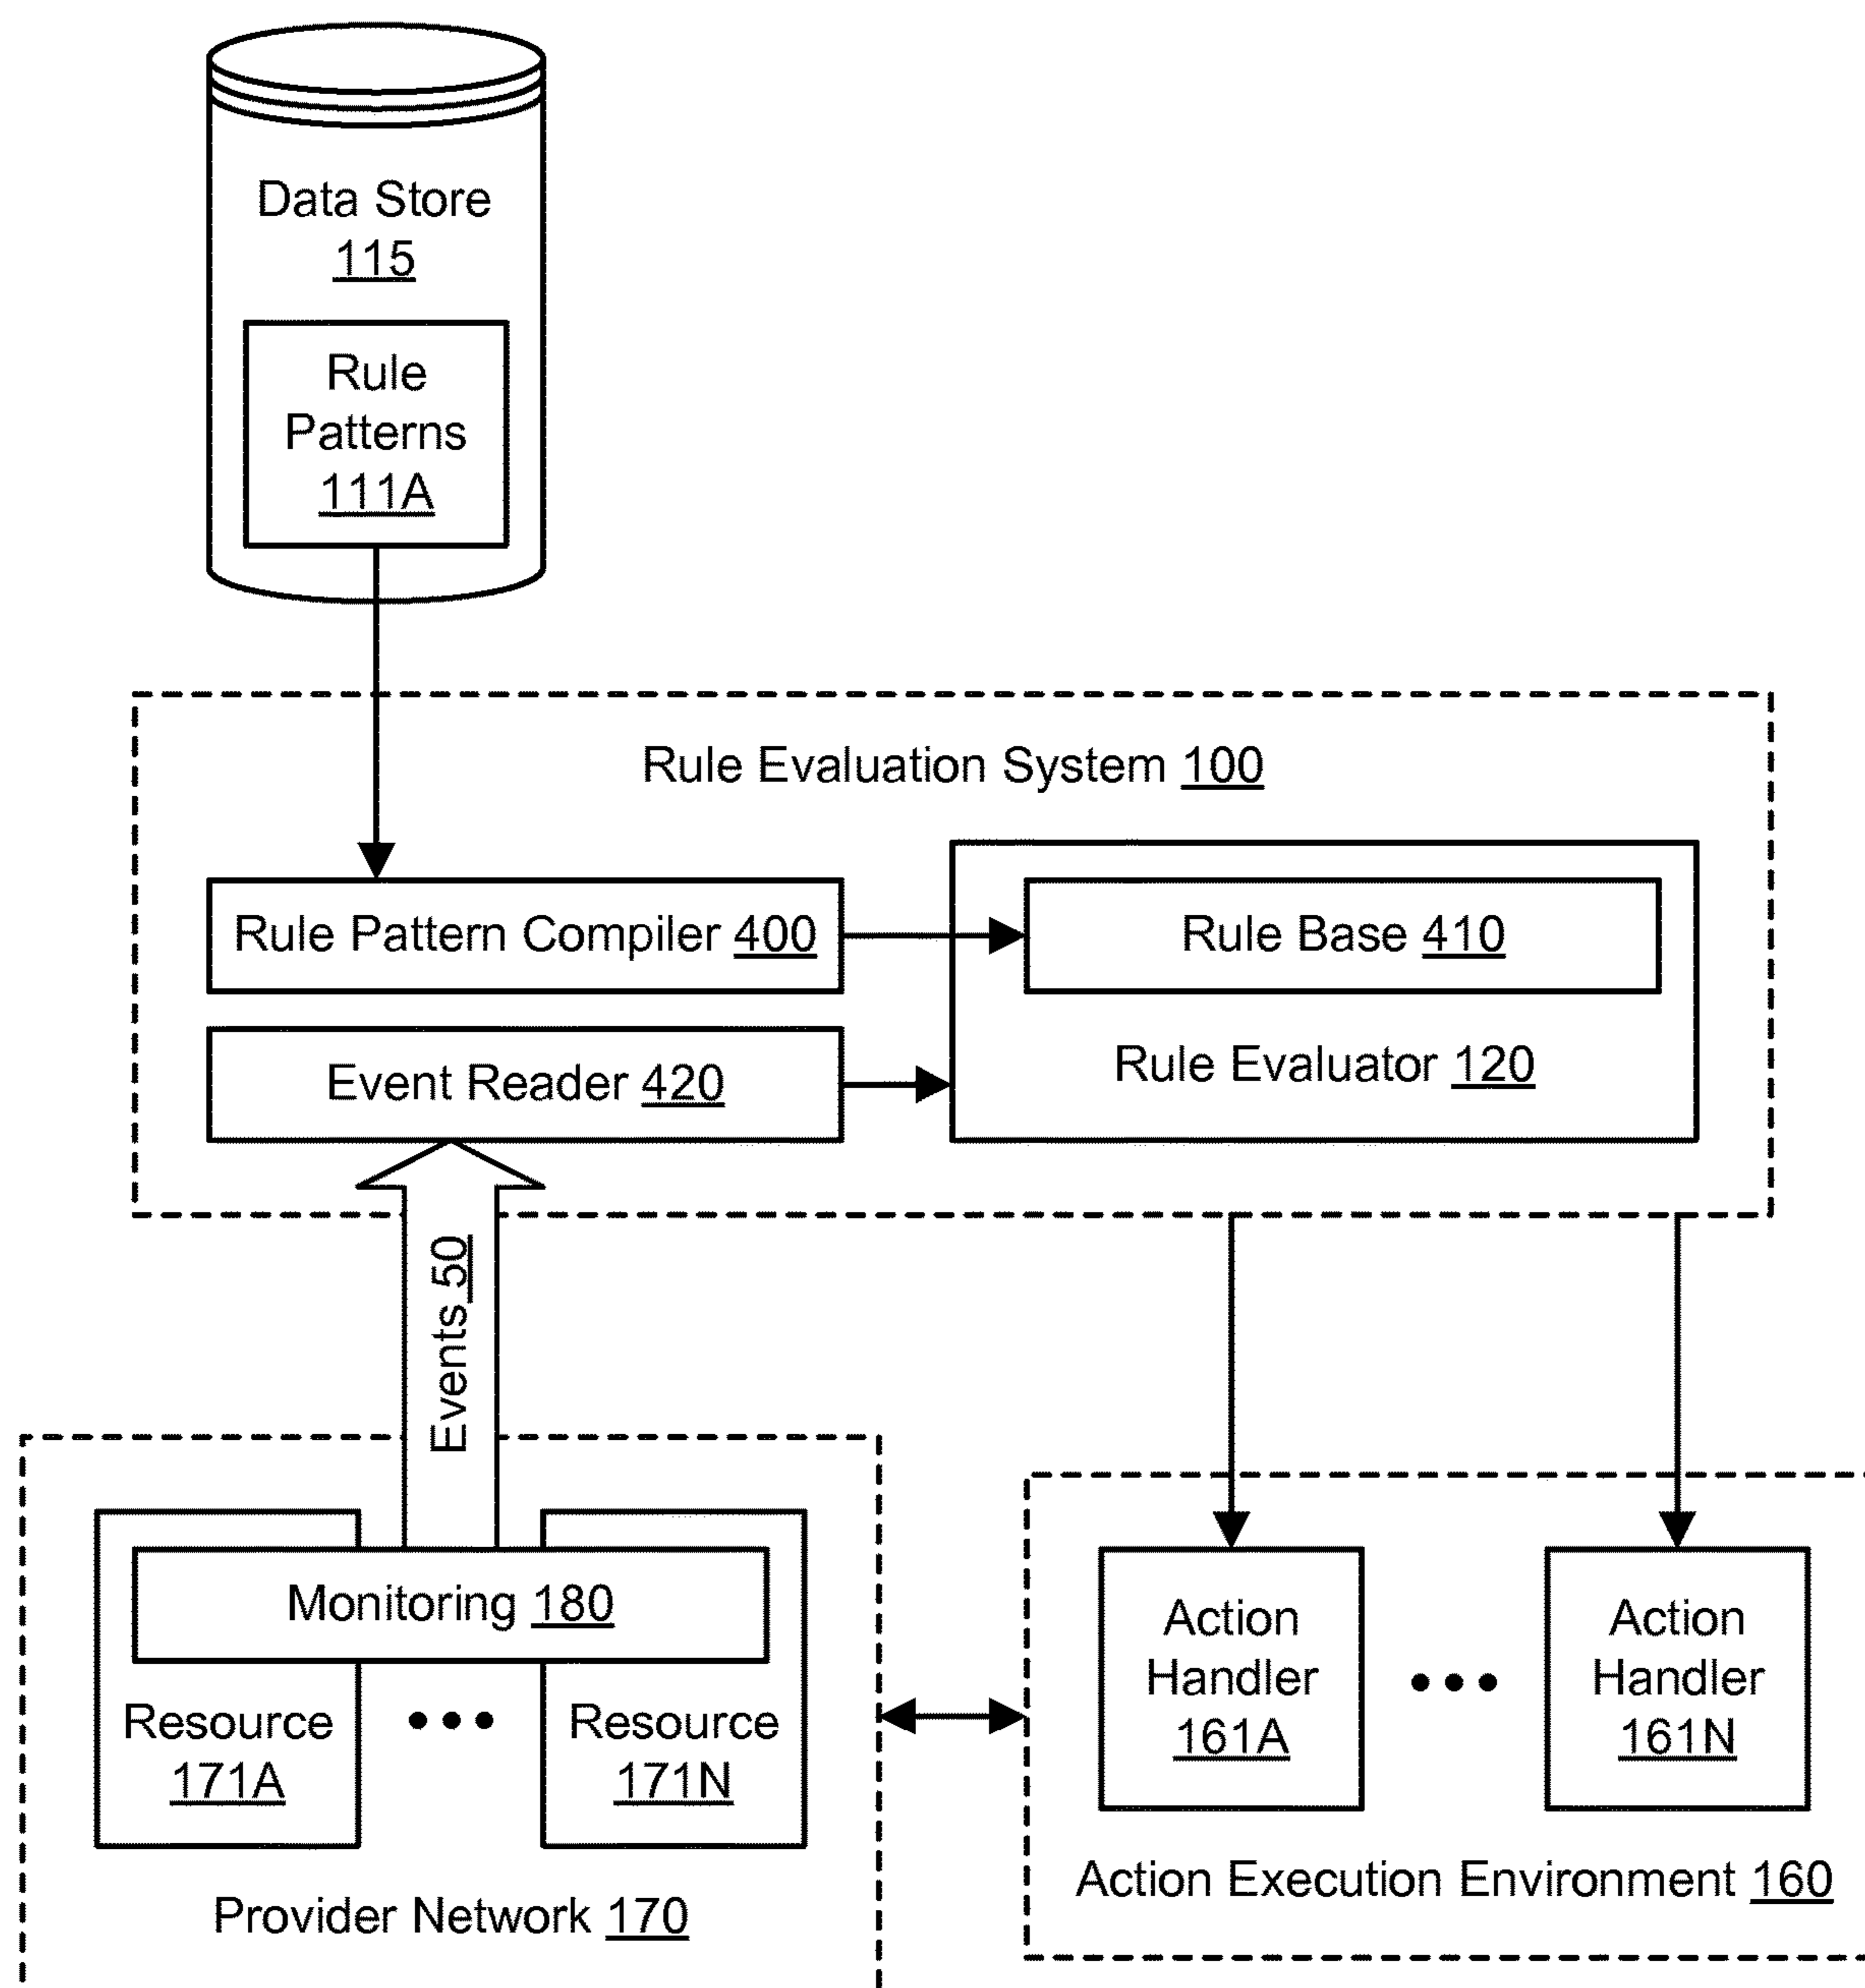 Data Store
115
Rule
Patterns
111A
Rule Evaluation System 100
Rule Pattern Compiler 400
Rule Base 410
Event Reader 420
Rule Evaluator 120
Events 50
Monitoring 180
Resource
171A
Resource
171N
Provider Network 170
Action
Handler
161A
Action
Handler
161N
Action Execution Environment 160